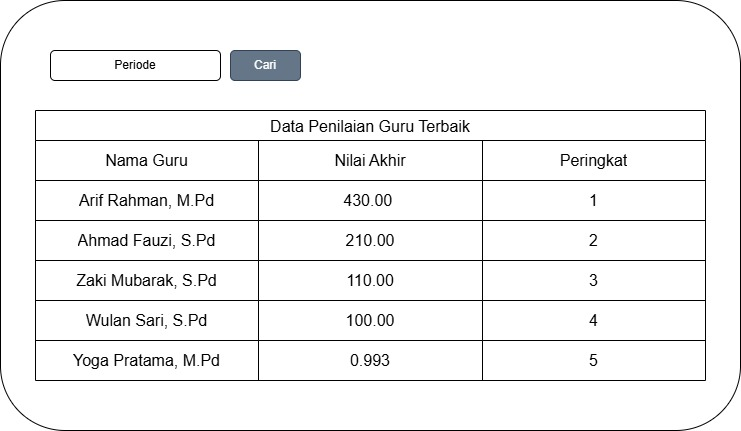 Periode Cari
Data Penilaian Guru Terbaik
Nama Guru Nilai Akhir Peringkat
Arif Rahman, M.Pd 430.00 1
Ahmad Fauzi, S.Pd 210.00 2
Zaki Mubarak, S.Pd 110.00 3
Wulan Sari, S.Pd 100.00 4
Yoga Pratama, M.Pd 0.993 5